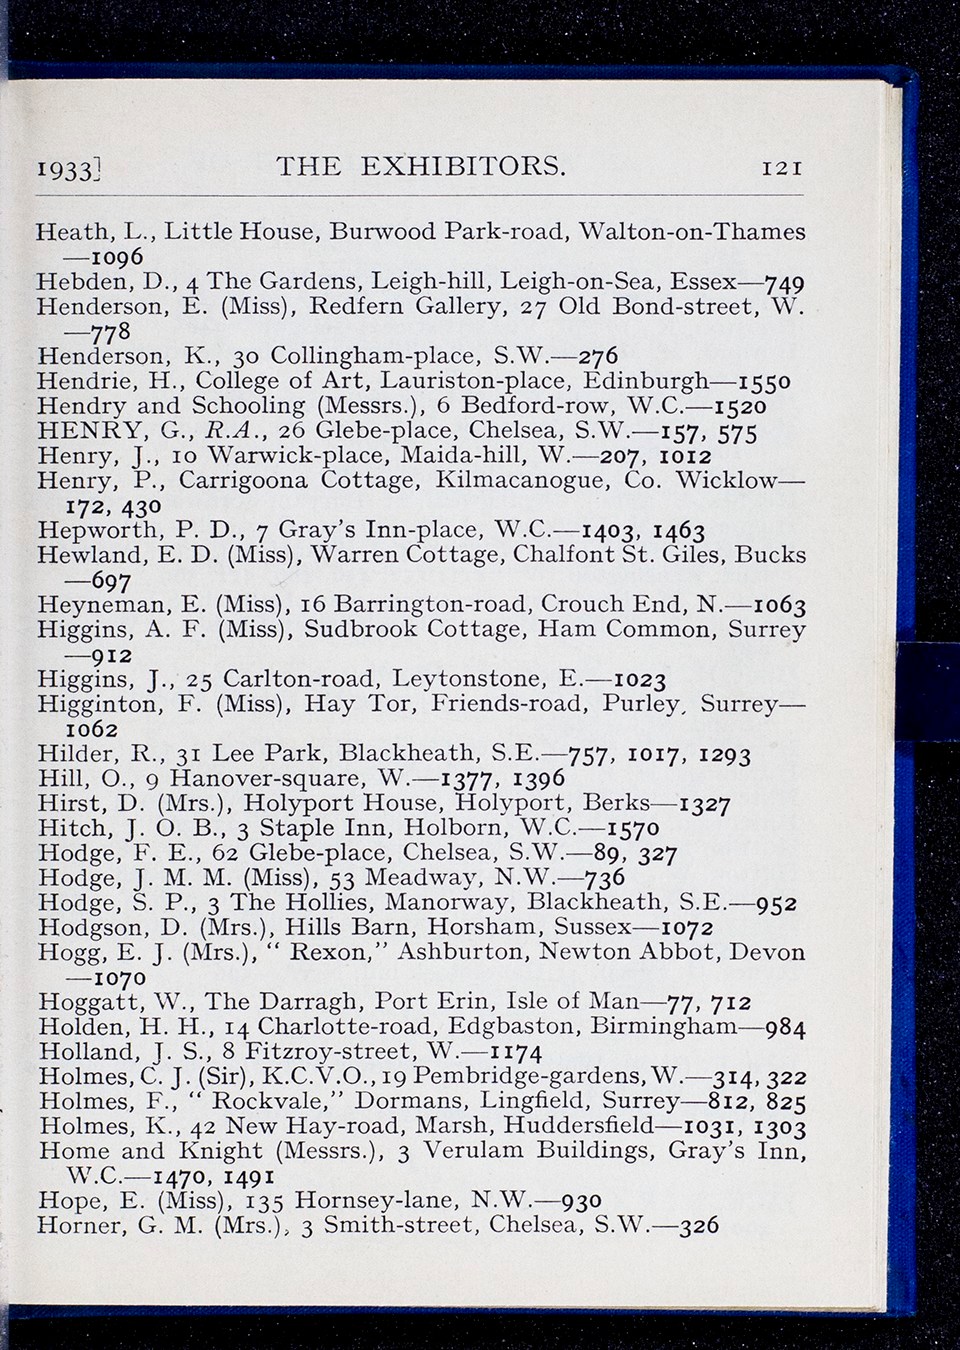 1933]
THE EXHIBITORS.
121
Heath, L., Little House, Burwood Park-road, Walton-on-Thames
—1096
Hebden, D., 4 The Gardens, Leigh-hill, Leigh-on-Sea, Essex—749
Henderson, E. (Miss), Redfern Gallery, 27 Old Bond-street, W.
—778
Henderson, K., 30 Collingham-place, S.W.—276
Hendrie, H., College of Art, Lauriston-place, Edinburgh—1550
Hendry and Schooling (Messrs.), 6 Bedford-row, W.C.—1520
HENRY, G., R.A., 26 Glebe-place, Chelsea, S.W.—157, 575
Henry, J., 10 Warwick-place, Maida-hill, W.—207, 1012
Henry, P., Carrigoona Cottage, Kilmacanogue, Co. Wicklow—
172, 430
Hepworth, P. D., 7 Gray's Inn-place, W.C.—1403, 1463
Hewland, E. D. (Miss), Warren Cottage, Chalfont St. Giles, Bucks
—697
Heyneman, E. (Miss), 16 Barrington-road, Crouch End, N.—1063
Higgins, A. F. (Miss), Sudbrook Cottage, Ham Common, Surrey
—912
Higgins, J., 25 Carlton-road, Leytonstone, E.—1023
Higginton, F. (Miss), Hay Tor, Friends-road, Purley, Surrey—
1062
Hilder, R., 31 Lee Park, Blackheath, S.E.—757, 1017, 1293
Hill, O., 9 Hanover-square, W.—1377, 1396
Hirst, D. (Mrs.), Holyport House, Holyport, Berks—1327
Hitch, J. O. B., 3 Staple Inn, Holborn, W.C.—1570
Hodge, F. E., 62 Glebe-place, Chelsea, S.W.—89, 327
Hodge, J. M. M. (Miss), 53 Meadway, N.W.—736
Hodge, S. P., 3 The Hollies, Manorway, Blackheath, S.E.—952
Hodgson, D. (Mrs.), Hills Barn, Horsham, Sussex—1072
Hogg, E. J. (Mrs.), " Rexon," Ashburton, Newton Abbot, Devon
—1070
Hoggatt, W., The Darragh, Port Erin, Isle of Man—77, 712
Holden, H. H., 14 Charlotte-road, Edgbaston, Birmingham—984
Holland, J. S., 8 Fitzroy-street, W.—1174
Holmes, C. J. (Sir), K.C.V.O., 19 Pembridge-gardens, W.—314, 322
Holmes, F., " Rockvale," Dormans, Lingfield, Surrey—812, 825
Holmes, K., 42 New Hay-road, Marsh, Huddersfield—1031, 1303
Home and Knight (Messrs.), 3 Verulam Buildings, Gray's Inn,
W.C.—1470, 1491
Hope, E. (Miss), 135 Hornsey-lane, N.W.—930
Horner, G. M. (Mrs.), 3 Smith-street, Chelsea, S.W.—326